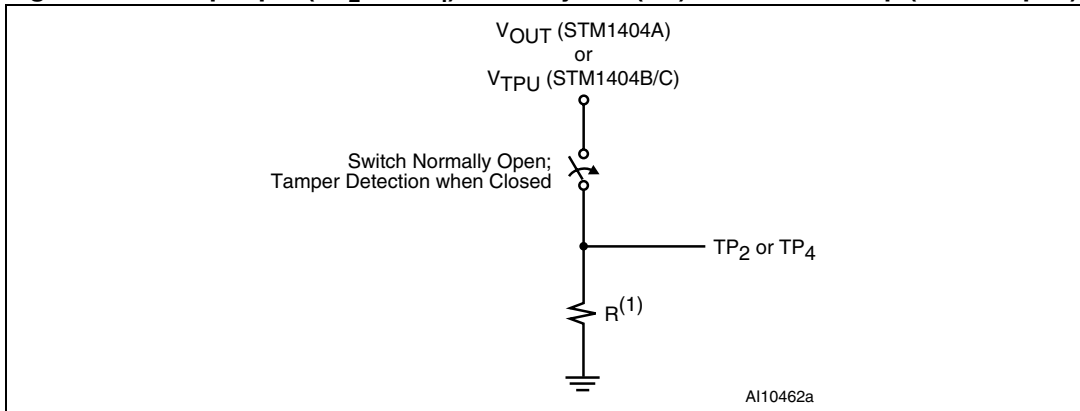 V_OUT (STM1404A)
or
V_TPU (STM1404B/C)
Switch Normally Open;
Tamper Detection when Closed
TP_2 or TP_4
R^(1)
AI10462a